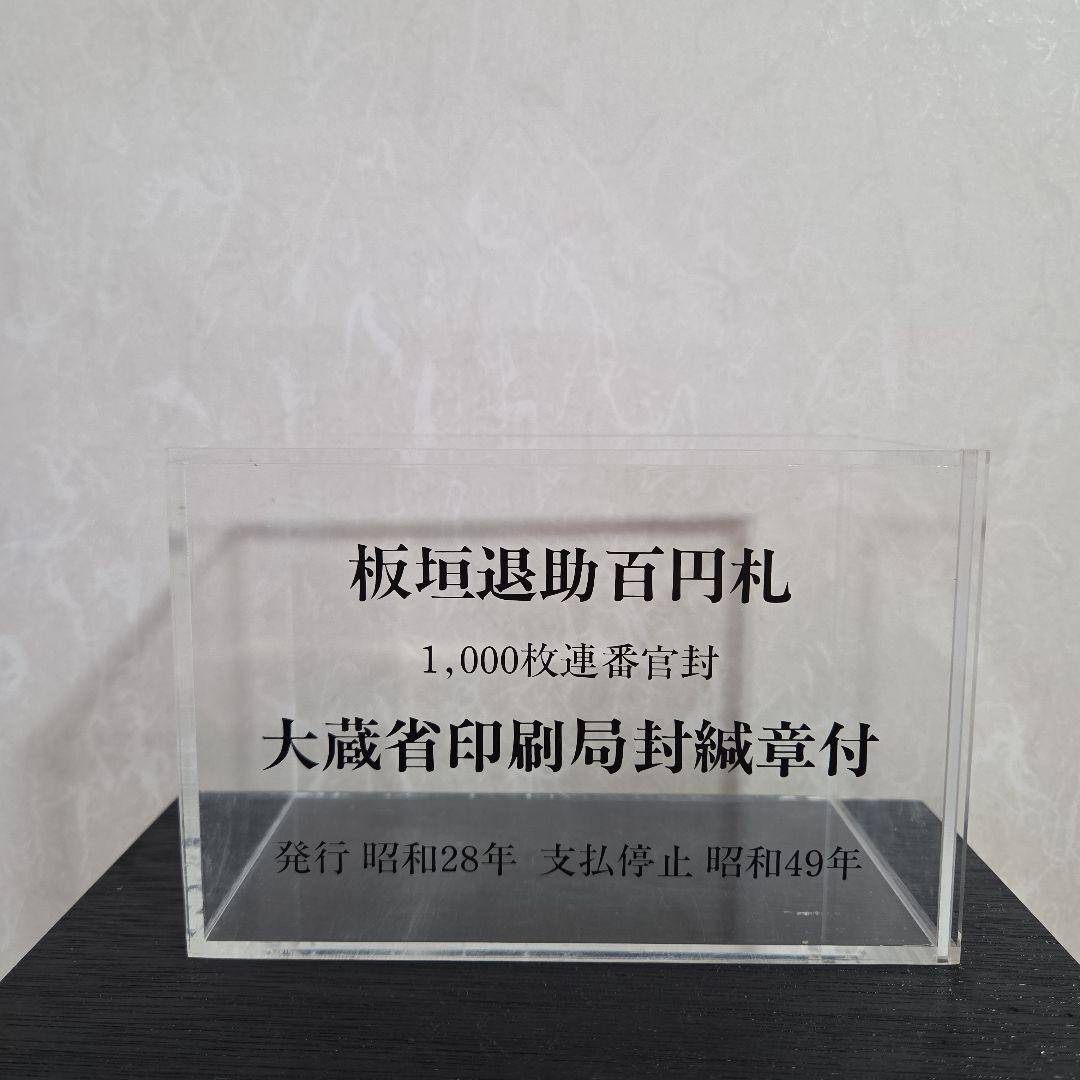 板垣退助百円札
1,000枚連番官封
大蔵省印刷局封緘章付
発行 昭和28年 支払停止 昭和49年